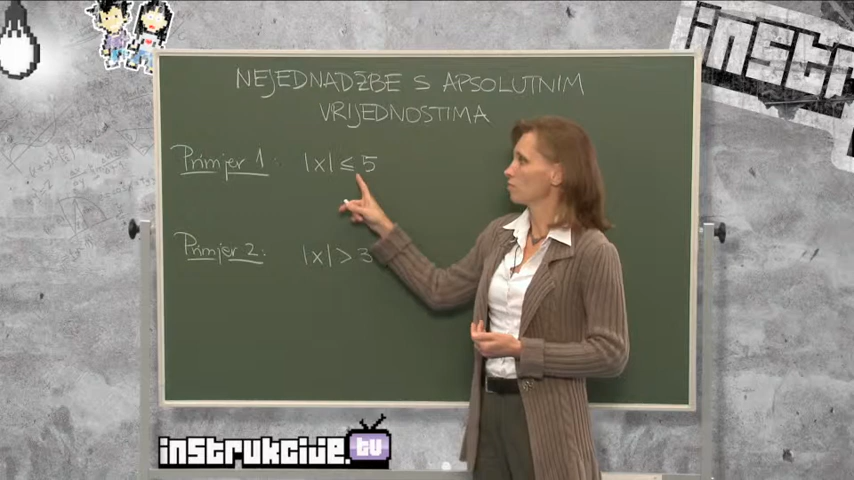 NEJEDNADŽBE S APSOLUTNIM
VRIJEDNOSTIMA
Primjer 1: |x| ≤ 5
Primjer 2: |x| > 3
instrukcije.tv